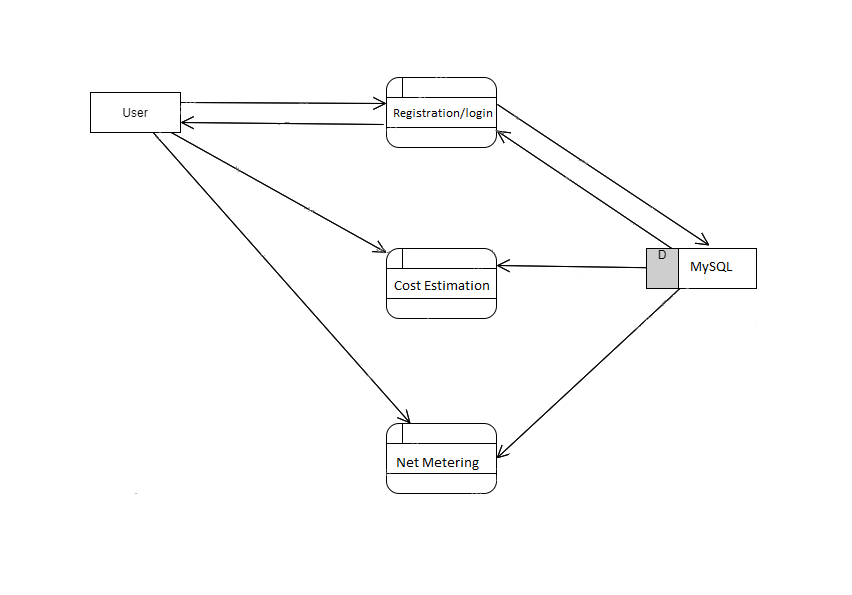 User
Registration/login
D
MySQL
Cost Estimation
Net Metering